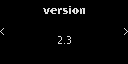 version
< 2.3 >